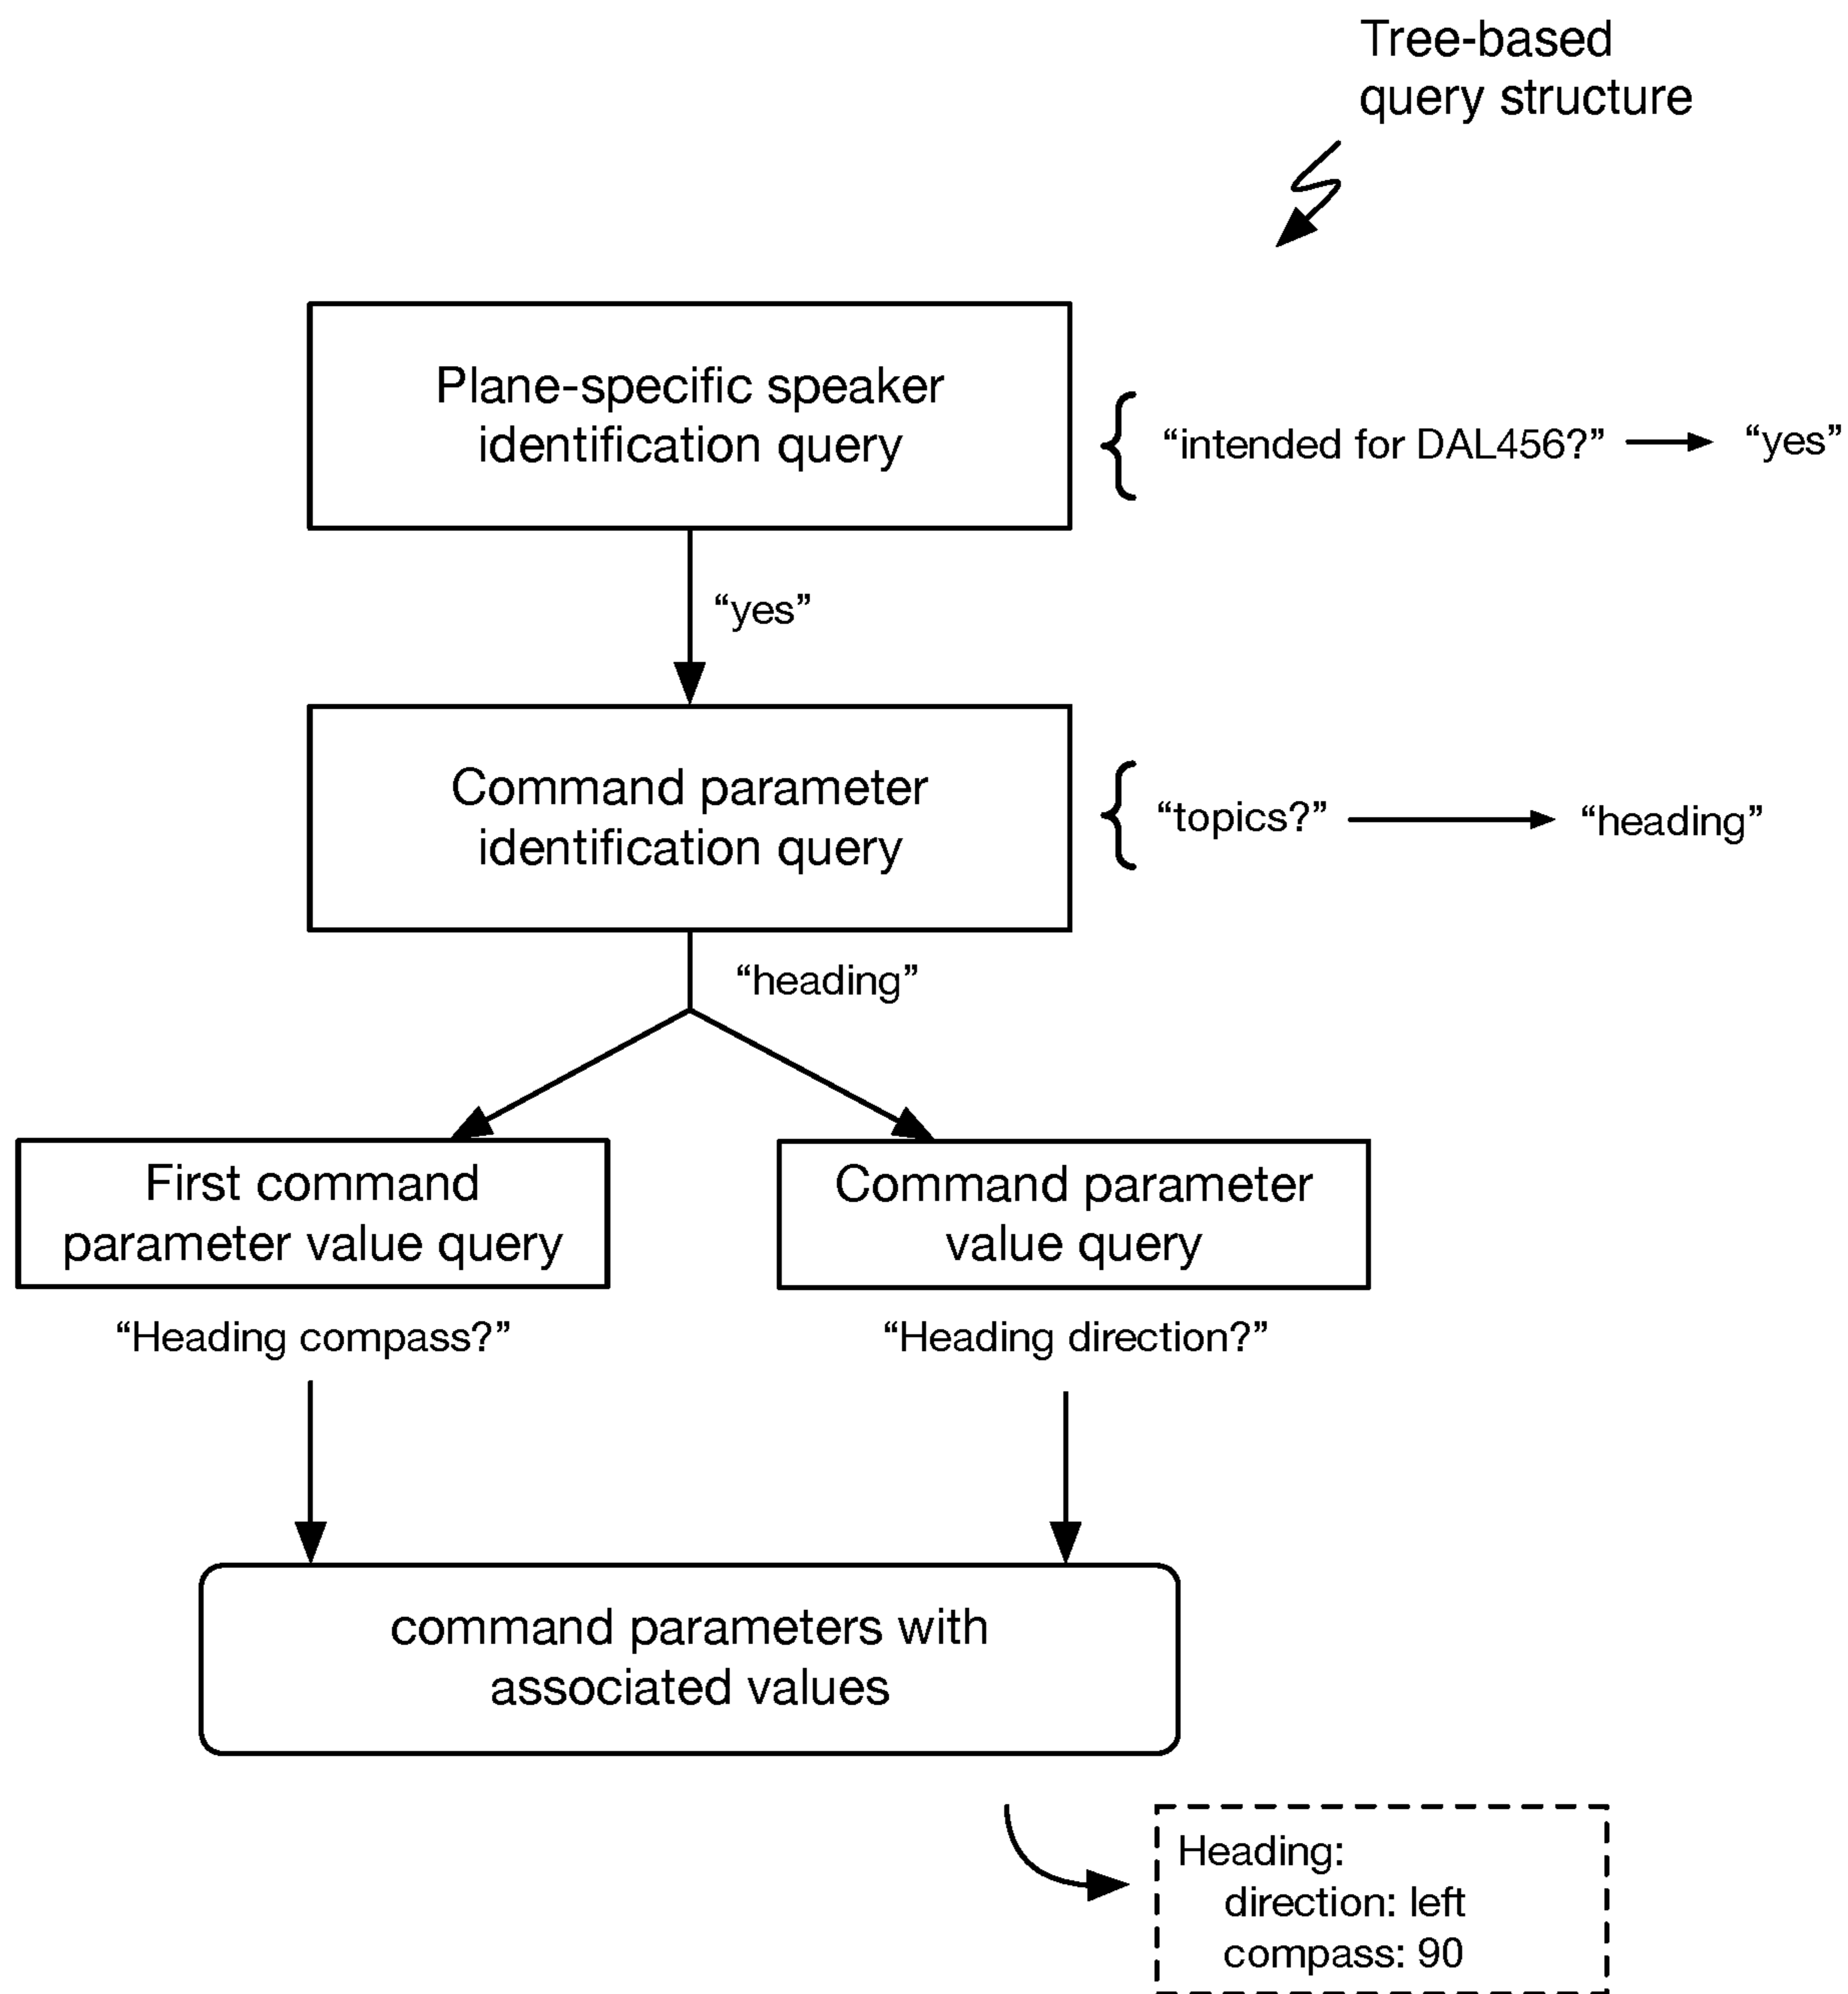 Tree-based
query structure
Plane-specific speaker
identification query
“intended for DAL456?” “yes”
“yes”
Command parameter
identification query
“topics?” “heading”
“heading”
First command
parameter value query
Command parameter
value query
“Heading compass?”
“Heading direction?”
command parameters with
associated values
Heading:
direction: left
compass: 90